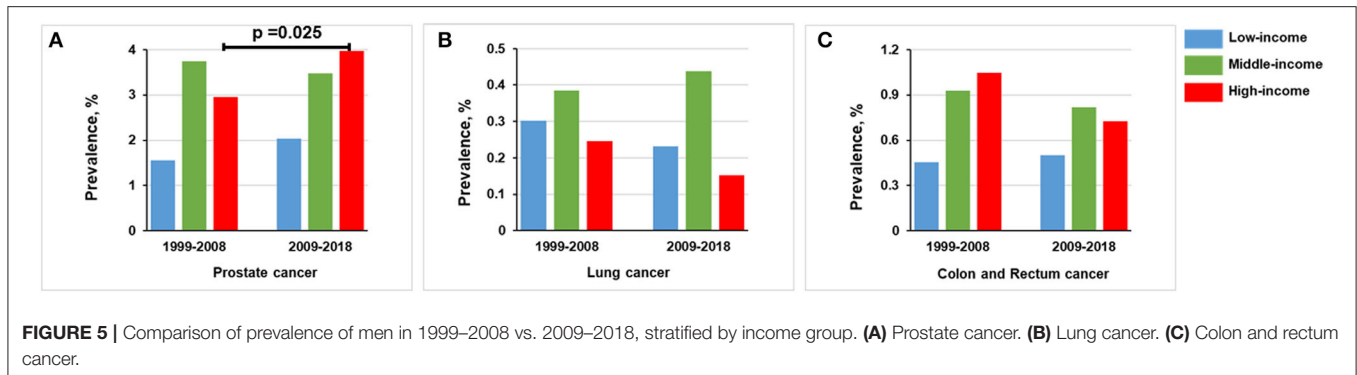 A
p =0.025
Prevalence, %
4
3
2
1
0
1999-2008 2009-2018
Prostate cancer
B
Prevalence, %
0.5
0.4
0.3
0.2
0.1
0
1999-2008 2009-2018
Lung cancer
C
Prevalence, %
1.2
0.9
0.6
0.3
0
1999-2008 2009-2018
Colon and Rectum cancer
Low-income
Middle-income
High-income
FIGURE 5 | Comparison of prevalence of men in 1999–2008 vs. 2009–2018, stratified by income group. (A) Prostate cancer. (B) Lung cancer. (C) Colon and rectum
cancer.